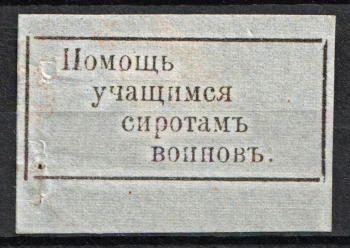 Помощь
учащимся
сиротамъ
воиновъ.